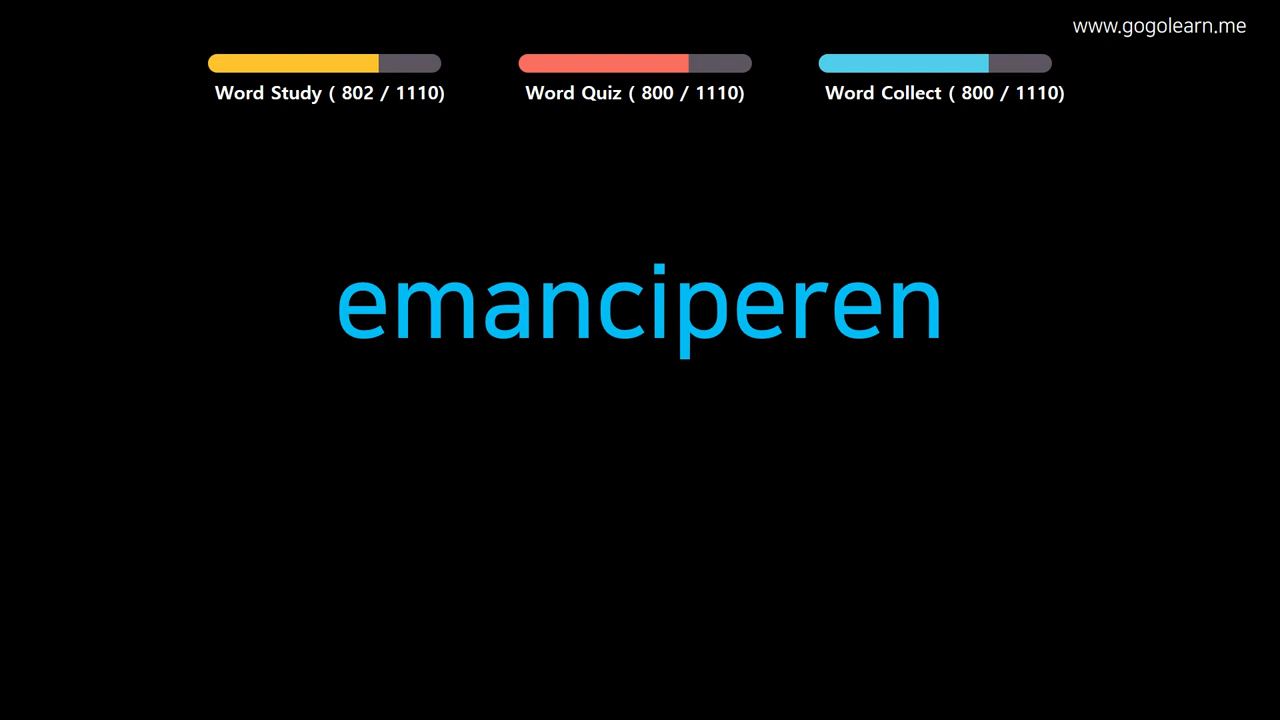 www.gogolearn.me
Word Study ( 802 / 1110)
Word Quiz ( 800 / 1110)
Word Collect ( 800 / 1110)
emanciperen